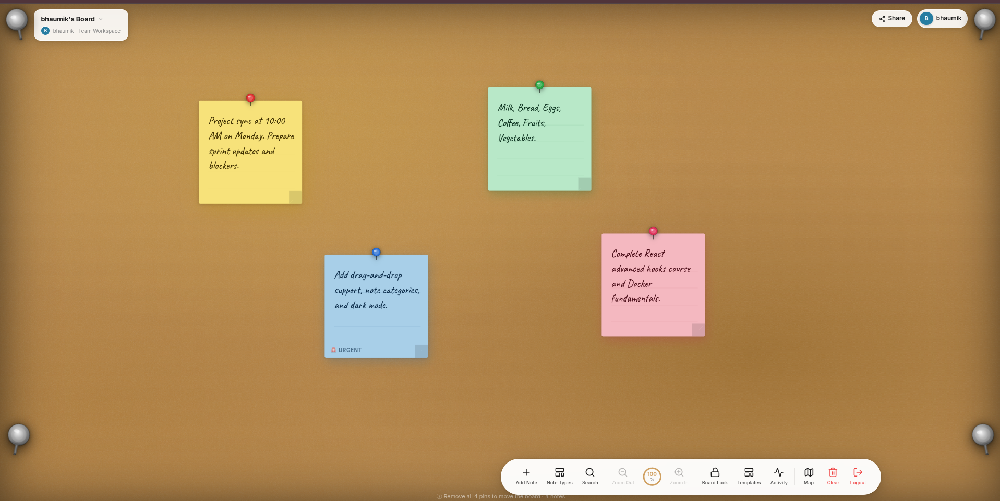 bhaumik's Board
B bhaumik · Team Workspace
Share
B bhaumik
Project sync at 10:00
AM on Monday. Prepare
sprint updates and
blockers.
Milk, Bread, Eggs,
Coffee, Fruits,
Vegetables.
Add drag-and-drop
support, note categories,
and dark mode.
🚨 URGENT
Complete React
advanced hooks course
and Docker
fundamentals.
100
%
Add Note Note Types Search Zoom Out Zoom In Board Lock Templates Activity Map Clear Logout
ⓘ Remove all 4 pins to move the board · 4 notes